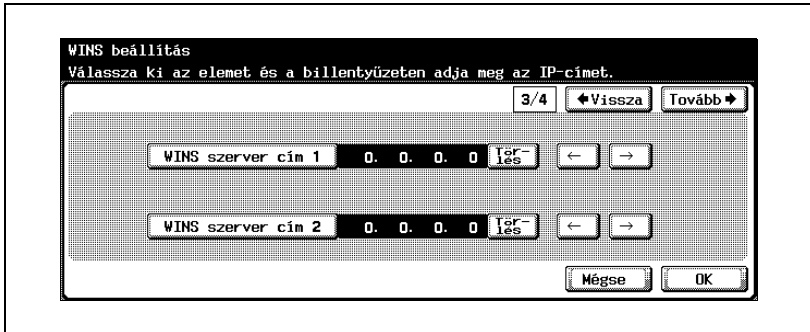 WINS beállítás
Válassza ki az elemet és a billentyűzeten adja meg az IP-címet.
3/4 ←Vissza Tovább→
WINS szerver cím 1 0. 0. 0. 0 Tör-
lés ← →
WINS szerver cím 2 0. 0. 0. 0 Tör-
lés ← →
Mégse OK